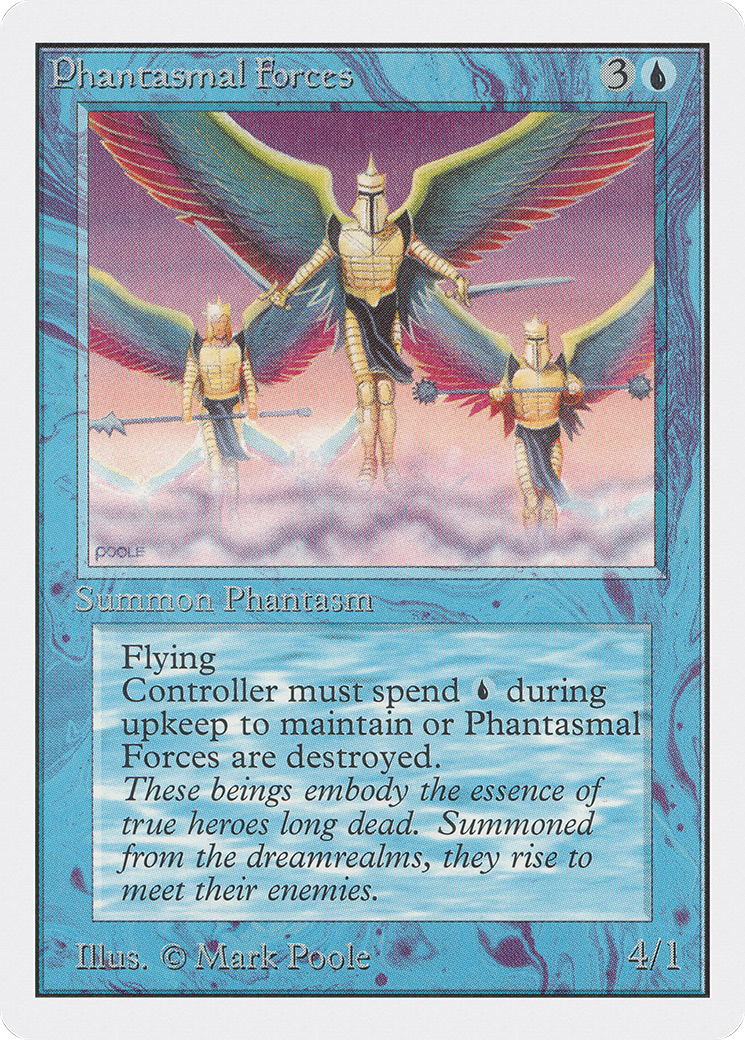 Phantasmal Forces 3
POOLE
Summon Phantasm
Flying
Controller must spend during
upkeep to maintain or Phantasmal
Forces are destroyed.
These beings embody the essence of
true heroes long dead. Summoned
from the dreamrealms, they rise to
meet their enemies.
Illus. © Mark Poole 4/1